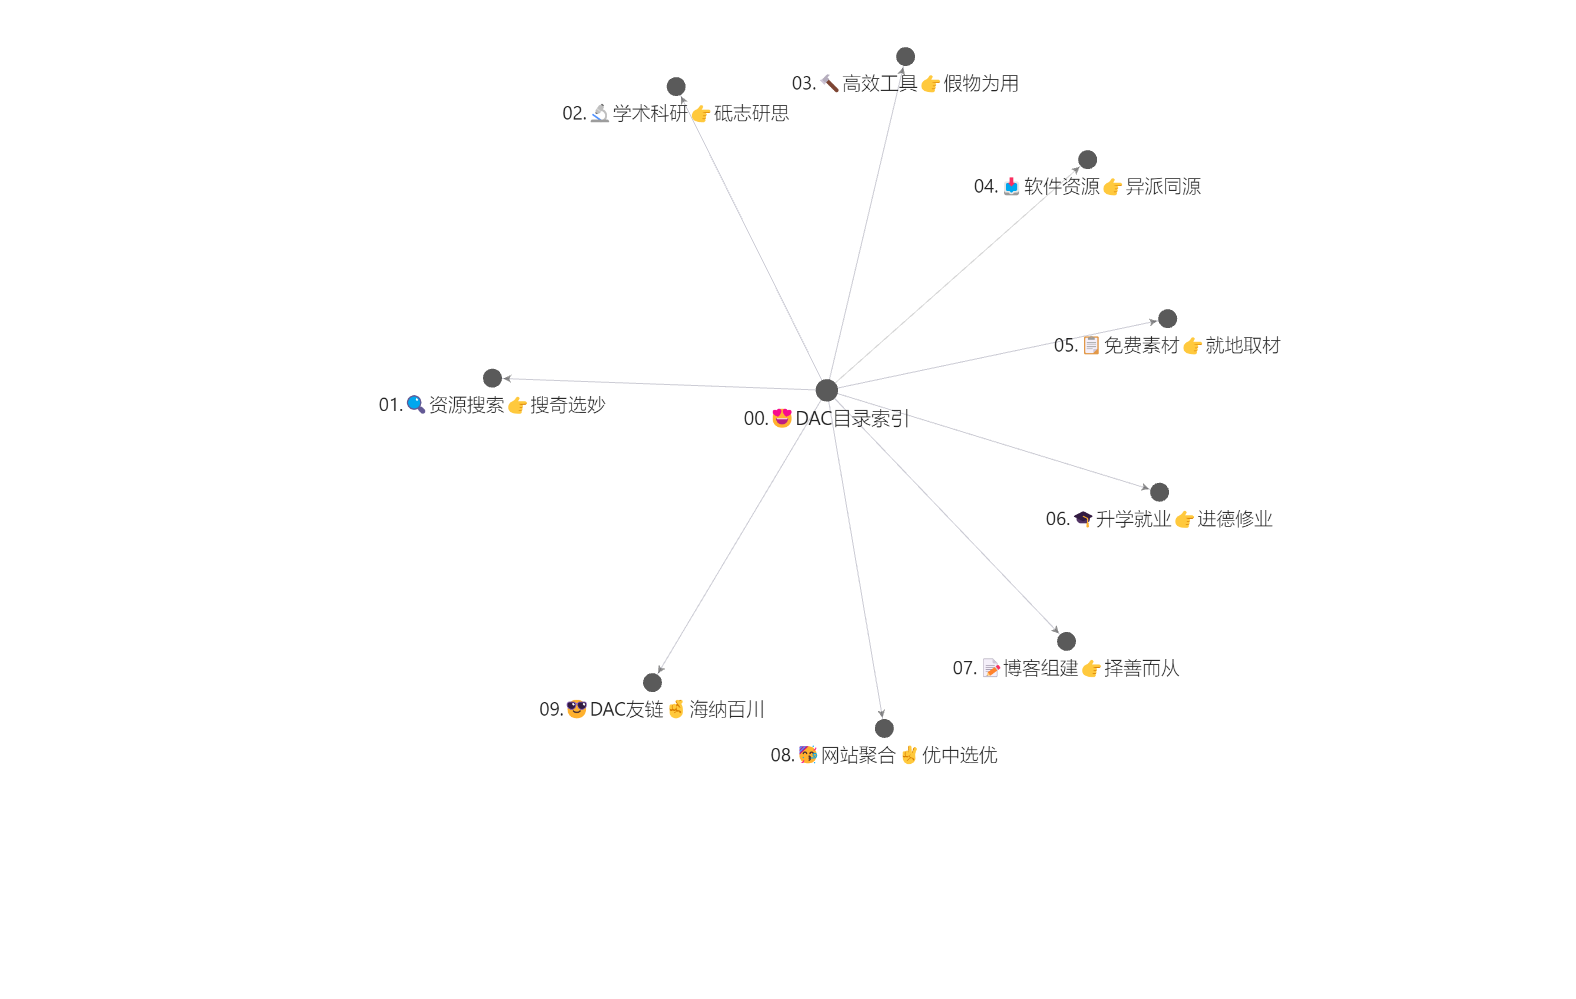 03.🔨高效工具👉假物为用
02.🔬学术科研👉砥志研思
04.📥软件资源👉异派同源
05.📋免费素材👉就地取材
01.🔍资源搜索👉搜奇选妙
00.😍DAC目录索引
06.🎓升学就业👉进德修业
07.📝博客组建👉择善而从
09.😎DAC友链🤞海纳百川
08.🥳网站聚合✌优中选优